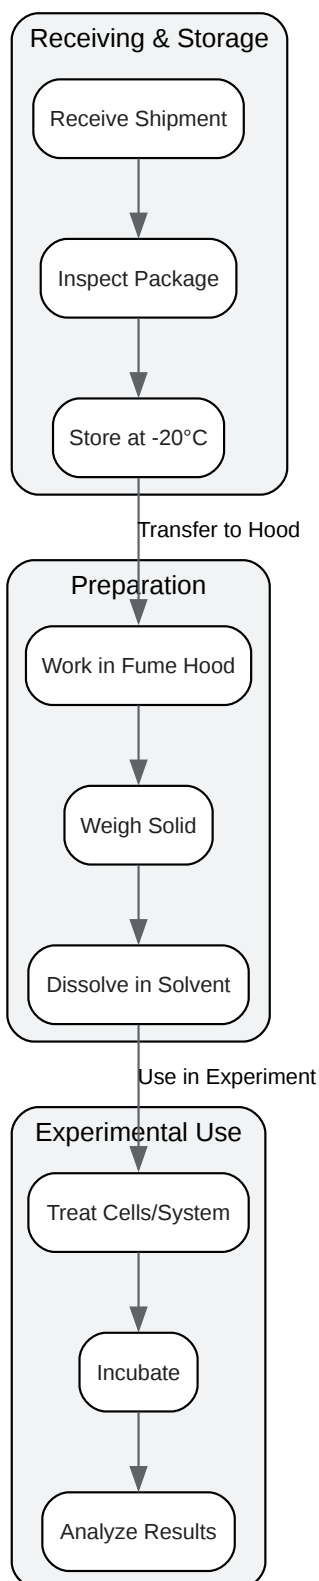 Receiving & Storage
Receive Shipment
Inspect Package
Store at -20°C
Transfer to Hood
Preparation
Work in Fume Hood
Weigh Solid
Dissolve in Solvent
Use in Experiment
Experimental Use
Treat Cells/System
Incubate
Analyze Results